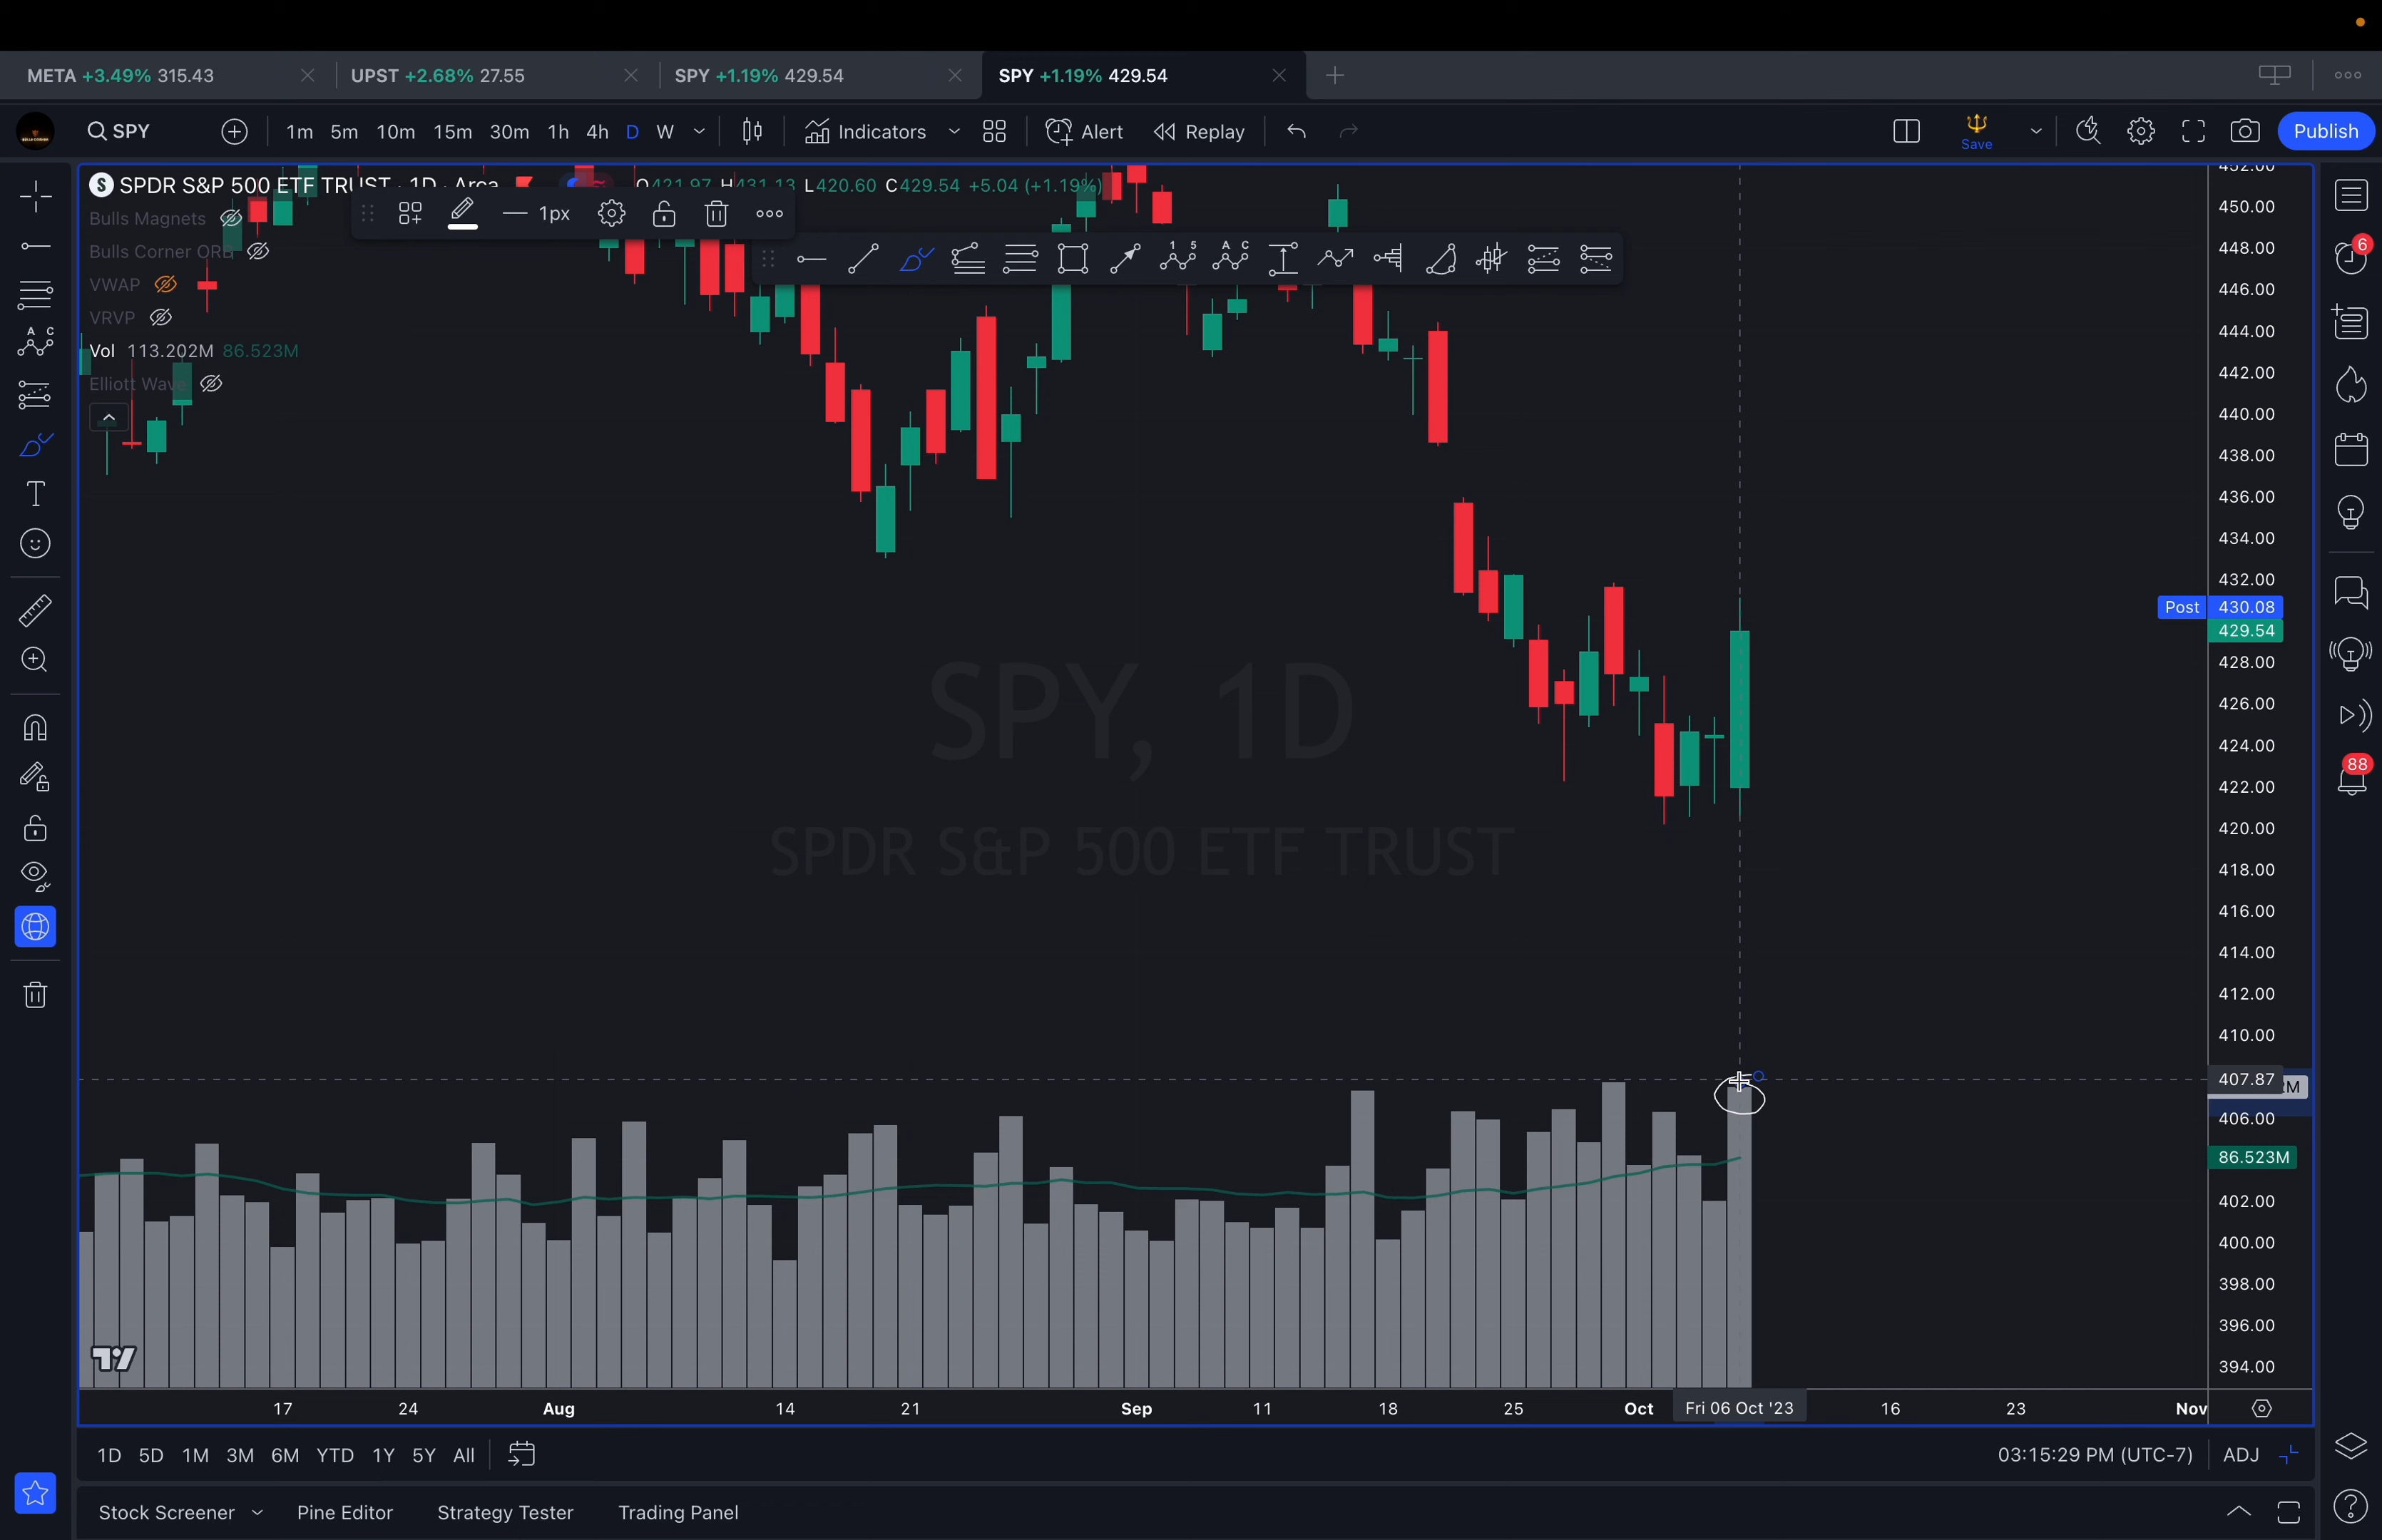 META +3.49% 315.43
UPST +2.68% 27.55
SPY +1.19% 429.54
SPY +1.19% 429.54
SPY
1m 5m 10m 15m 30m 1h 4h D W
Indicators
Alert
Replay
Save
Publish
SPDR S&P 500 ETF TRUST · 1D · Arca
O421.97 H431.13 L420.60 C429.54 +5.04 (+1.19%)
1px
Bulls Magnets
Bulls Corner ORB
VWAP
VRVP
Vol 113.202M 86.523M
Elliott Wave
SPY, 1D
SPDR S&P 500 ETF TRUST
452.00
450.00
448.00
446.00
444.00
442.00
440.00
438.00
436.00
434.00
432.00
Post 430.08
429.54
428.00
426.00
424.00
422.00
420.00
418.00
416.00
414.00
412.00
410.00
407.87
406.00
86.523M
402.00
400.00
398.00
396.00
394.00
6
88
17 24 Aug 14 21 Sep 11 18 25 Oct Fri 06 Oct '23 16 23 Nov
1D 5D 1M 3M 6M YTD 1Y 5Y All
03:15:29 PM (UTC-7) ADJ
Stock Screener Pine Editor Strategy Tester Trading Panel